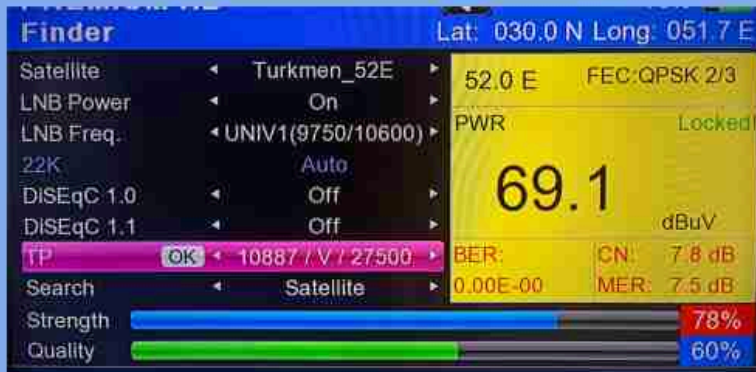 Finder Lat: 030.0 N Long: 051.7 E
Satellite Turkmen_52E
LNB Power On
LNB Freq. UNIV1(9750/10600)
22K Auto
DiSEqC 1.0 Off
DiSEqC 1.1 Off
TP OK 10887 / V / 27500
Search Satellite
52.0 E FEC:QPSK 2/3
PWR Locked
69.1
dBuV
BER: CN: 7.8 dB
0.00E-00 MER: 7.5 dB
Strength 78%
Quality 60%